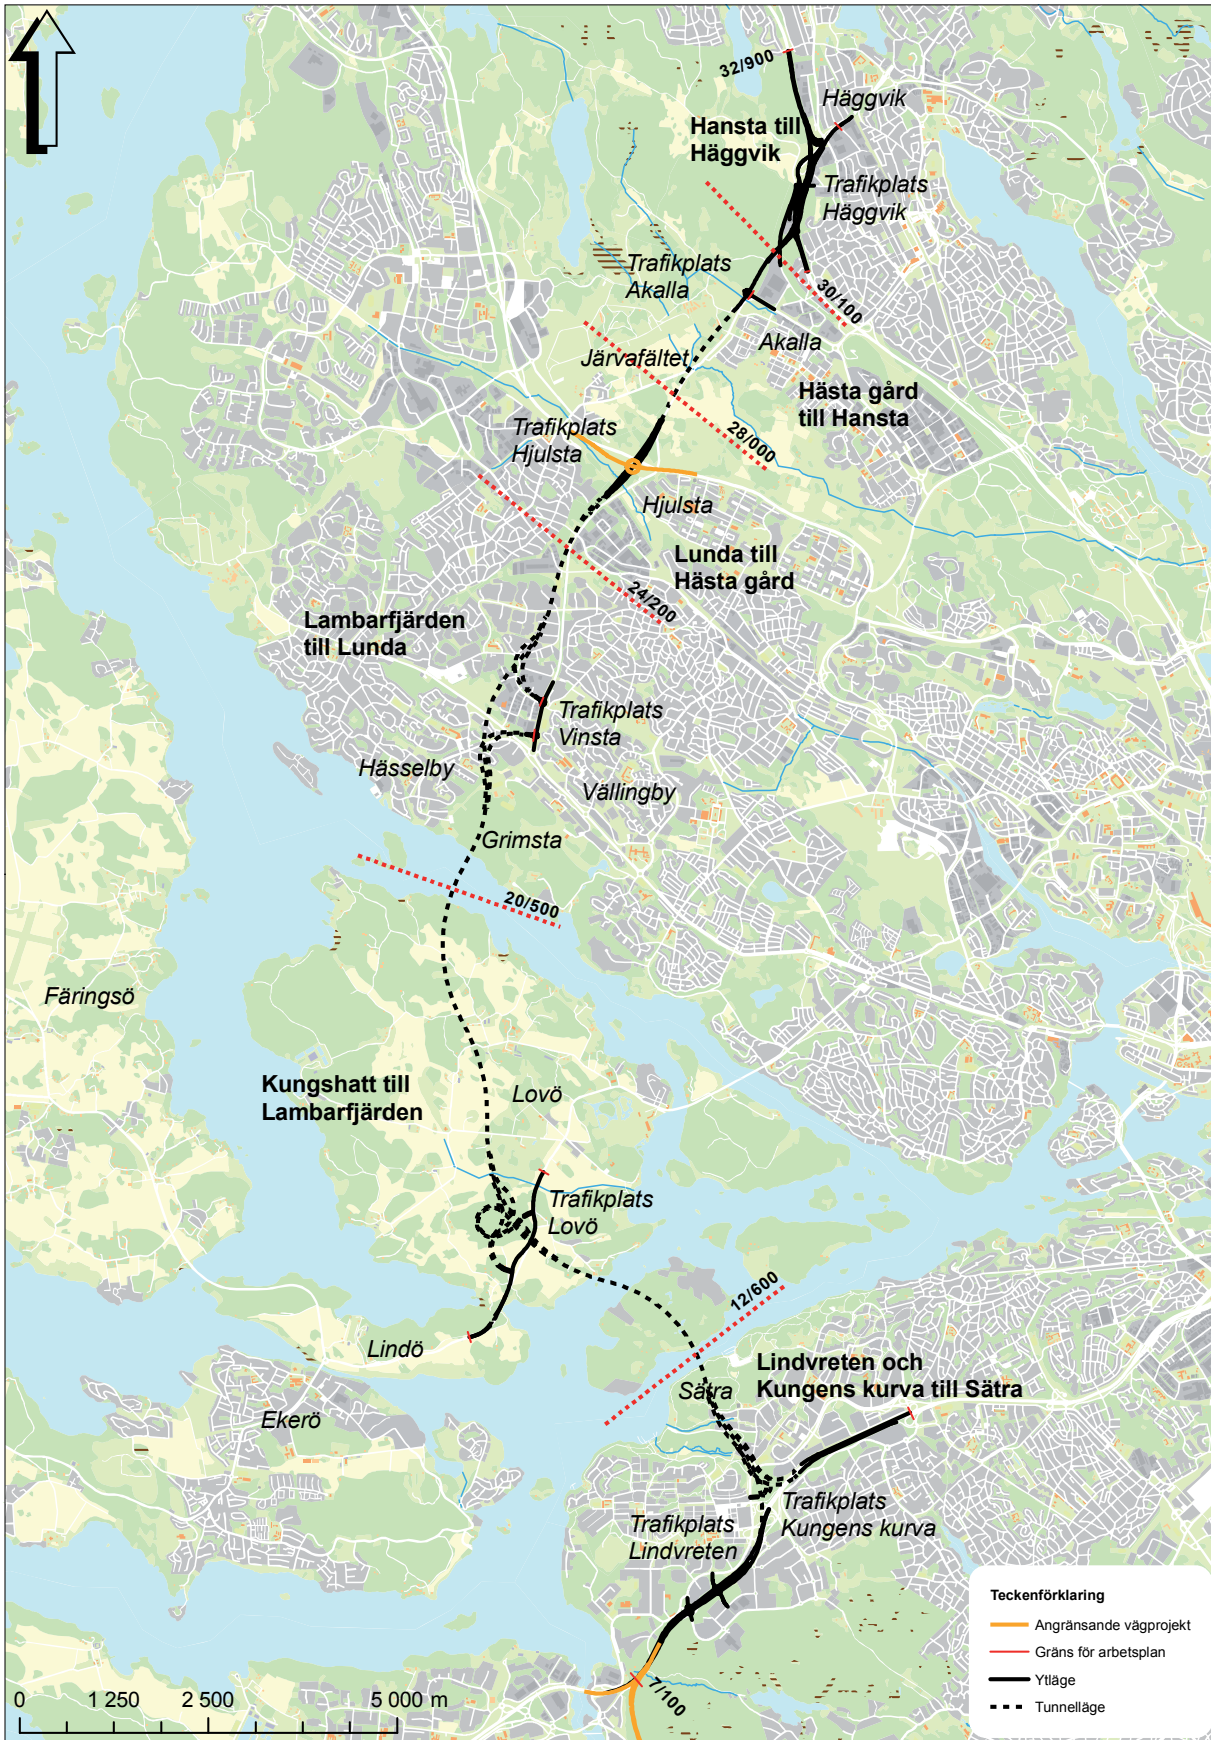 32/900
Häggvik
Hansta till
Häggvik
Trafikplats
Häggvik
Trafikplats
Akalla
30/100
Akalla
Järvafältet
Hästa gård
till Hansta
Trafikplats
Hjulsta
28/000
Hjulsta
Lunda till
Hästa gård
24/200
Lambarfjärden
till Lunda
Trafikplats
Vinsta
Hässelby
Vällingby
Grimsta
20/500
Färingsö
Kungshatt till
Lambarfjärden
Lovö
Trafikplats
Lovö
12/600
Lindö
Lindvreten och
Kungens kurva till Sätra
Sätra
Ekerö
Trafikplats
Kungens kurva
Trafikplats
Lindvreten
7/100
Teckenförklaring
Angränsande vägprojekt
Gräns för arbetsplan
Ytläge
Tunnelläge
0 1 250 2 500 5 000 m